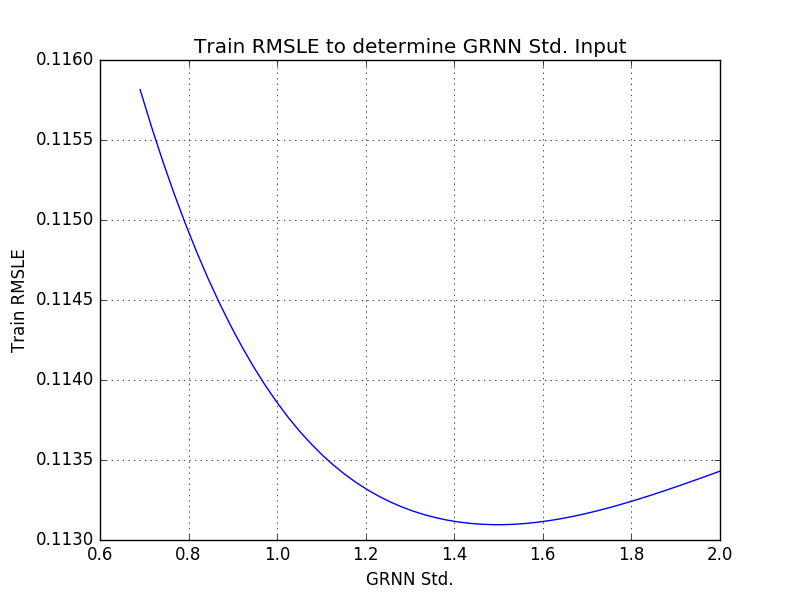 Train RMSLE to determine GRNN Std. Input
0.1160
0.1155
0.1150
0.1145
0.1140
0.1135
0.1130
Train RMSLE
0.6 0.8 1.0 1.2 1.4 1.6 1.8 2.0
GRNN Std.